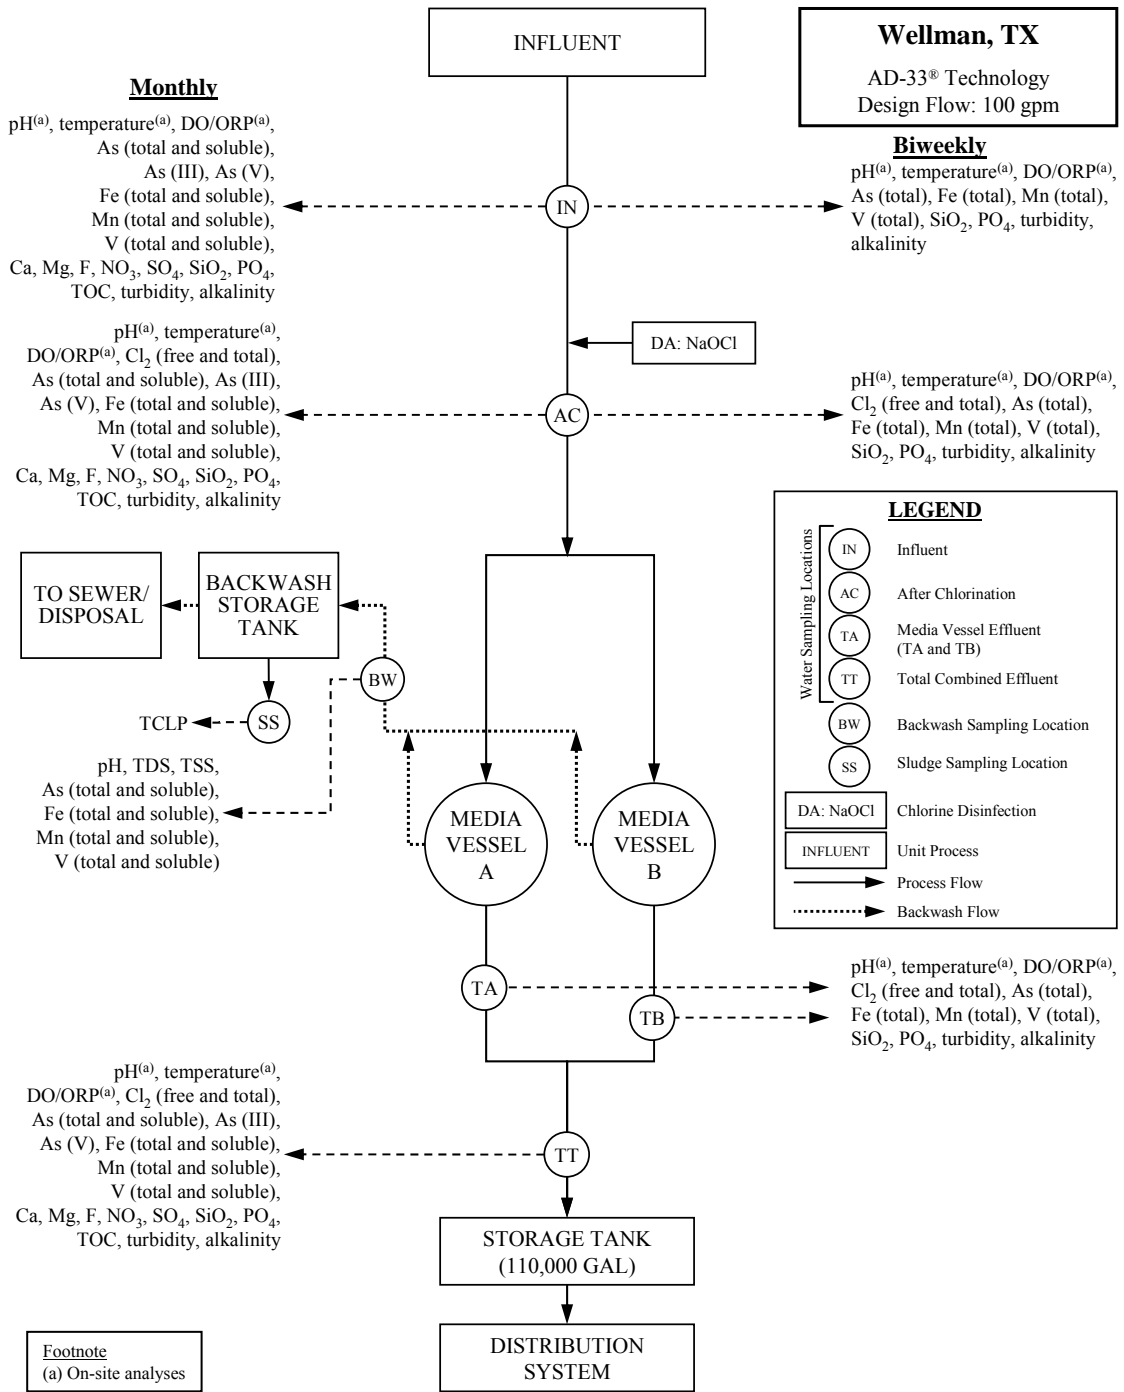 INFLUENT
Wellman, TX
AD-33® Technology
Design Flow: 100 gpm
Monthly
pH(a), temperature(a), DO/ORP(a),
As (total and soluble),
As (III), As (V),
Fe (total and soluble),
Mn (total and soluble),
V (total and soluble),
Ca, Mg, F, NO3, SO4, SiO2, PO4,
TOC, turbidity, alkalinity
Biweekly
pH(a), temperature(a), DO/ORP(a),
As (total), Fe (total), Mn (total),
V (total), SiO2, PO4, turbidity,
alkalinity
IN
DA: NaOCl
pH(a), temperature(a),
DO/ORP(a), Cl2 (free and total),
As (total and soluble), As (III),
As (V), Fe (total and soluble),
Mn (total and soluble),
V (total and soluble),
Ca, Mg, F, NO3, SO4, SiO2, PO4,
TOC, turbidity, alkalinity
AC
pH(a), temperature(a), DO/ORP(a),
Cl2 (free and total), As (total),
Fe (total), Mn (total), V (total),
SiO2, PO4, turbidity, alkalinity
TO SEWER/
DISPOSAL
BACKWASH
STORAGE
TANK
BW
SS
TCLP
pH, TDS, TSS,
As (total and soluble),
Fe (total and soluble),
Mn (total and soluble),
V (total and soluble)
MEDIA
VESSEL
A
MEDIA
VESSEL
B
LEGEND
Water Sampling Locations
IN Influent
AC After Chlorination
TA Media Vessel Effluent
(TA and TB)
TT Total Combined Effluent
BW Backwash Sampling Location
SS Sludge Sampling Location
DA: NaOCl Chlorine Disinfection
INFLUENT Unit Process
Process Flow
Backwash Flow
TA
TB
pH(a), temperature(a), DO/ORP(a),
Cl2 (free and total), As (total),
Fe (total), Mn (total), V (total),
SiO2, PO4, turbidity, alkalinity
pH(a), temperature(a),
DO/ORP(a), Cl2 (free and total),
As (total and soluble), As (III),
As (V), Fe (total and soluble),
Mn (total and soluble),
V (total and soluble),
Ca, Mg, F, NO3, SO4, SiO2, PO4,
TOC, turbidity, alkalinity
TT
STORAGE TANK
(110,000 GAL)
DISTRIBUTION
SYSTEM
Footnote
(a) On-site analyses